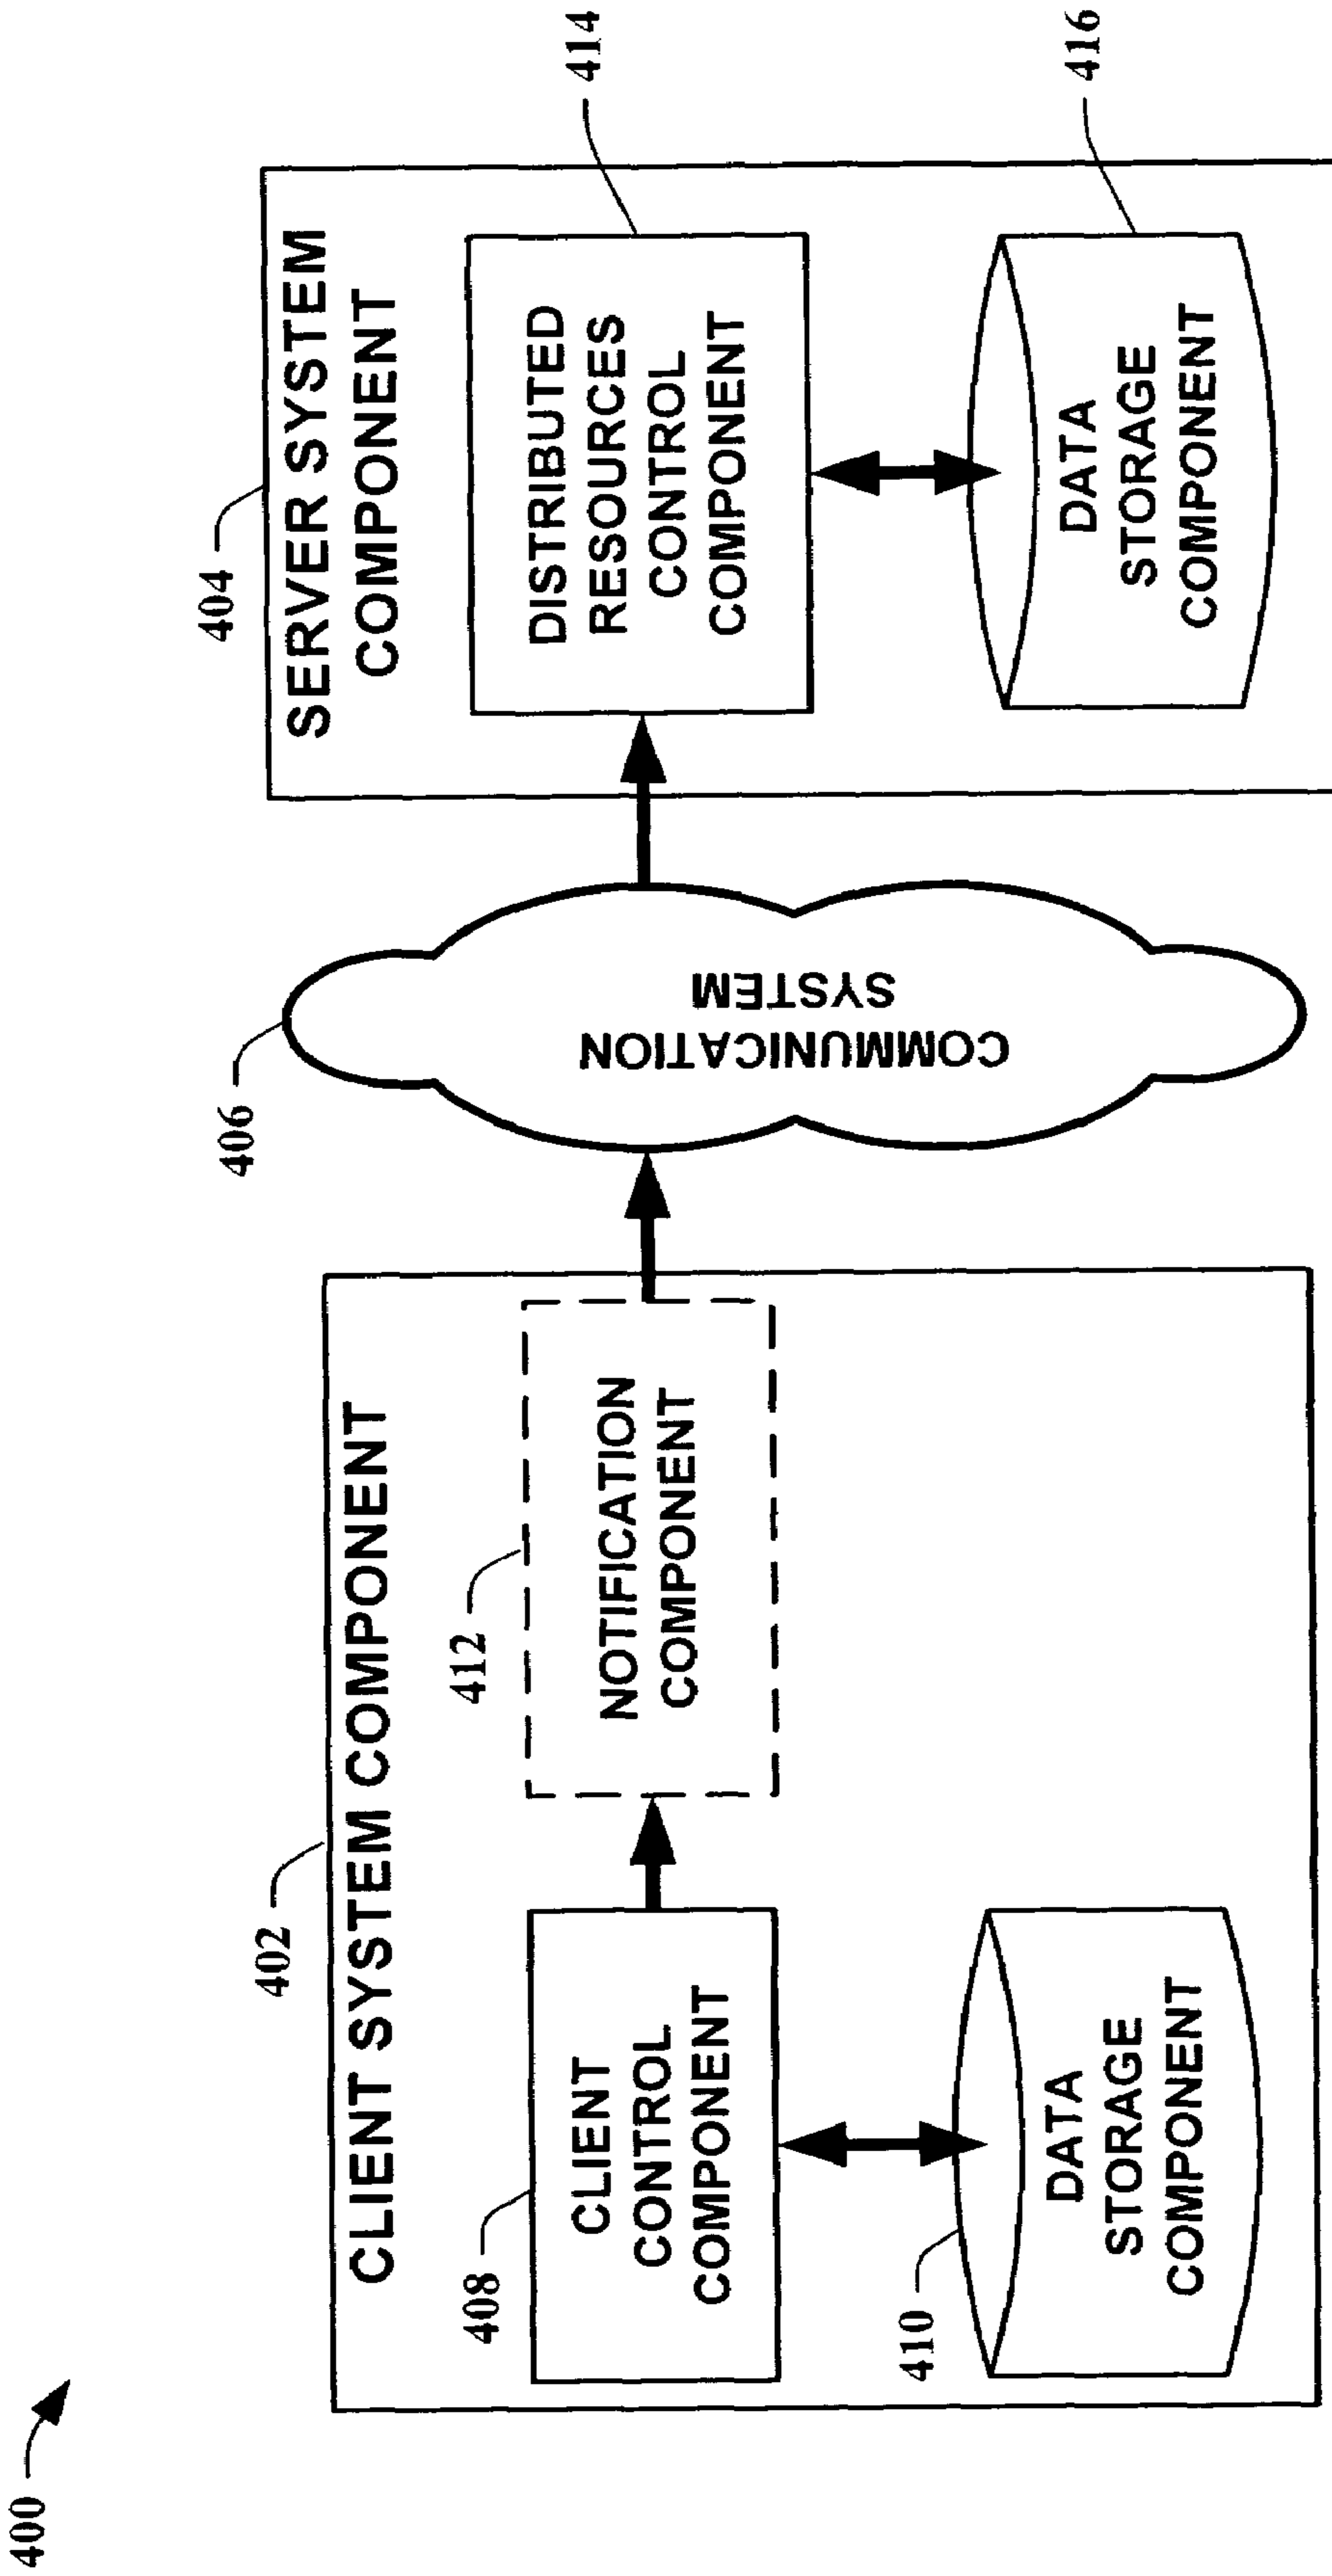 400
402
CLIENT SYSTEM COMPONENT
408
CLIENT
CONTROL
COMPONENT
410
DATA
STORAGE
COMPONENT
412
NOTIFICATION
COMPONENT
406
COMMUNICATION
SYSTEM
404
SERVER SYSTEM
COMPONENT
DISTRIBUTED
RESOURCES
CONTROL
COMPONENT
414
DATA
STORAGE
COMPONENT
416